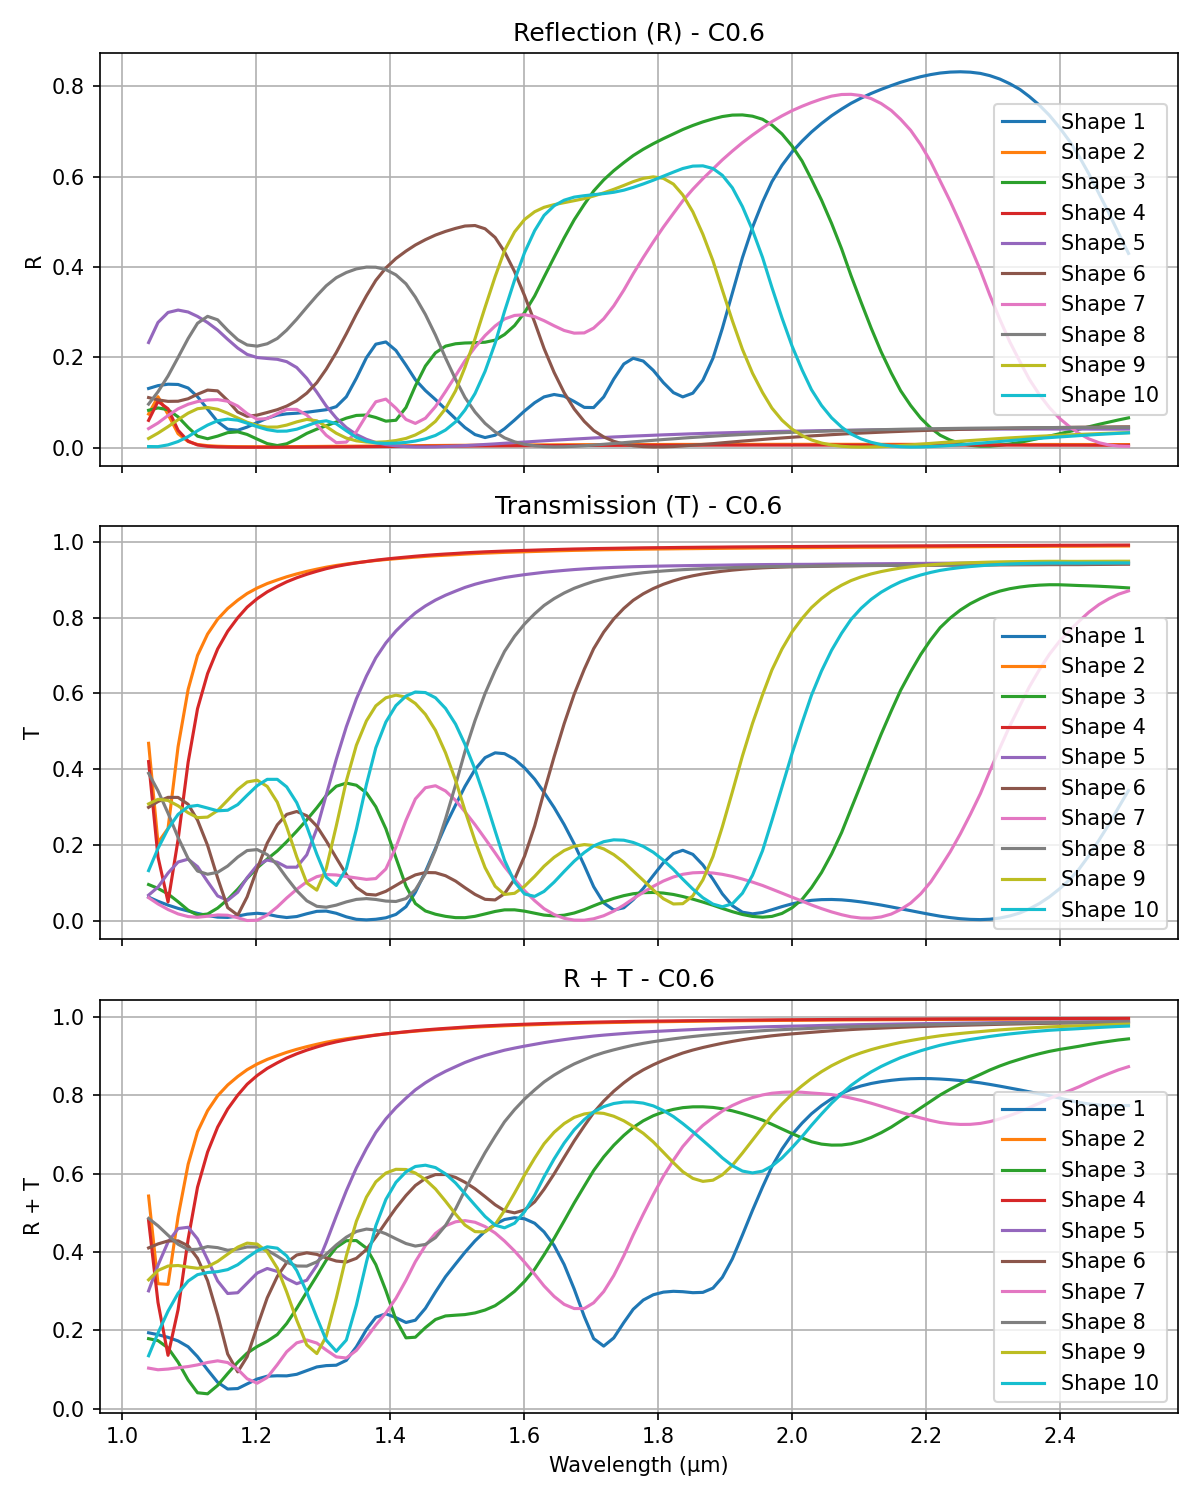 Reflection (R) - C0.6
0.8
0.6
0.4
0.2
0.0
R
Shape 1
Shape 2
Shape 3
Shape 4
Shape 5
Shape 6
Shape 7
Shape 8
Shape 9
Shape 10
Transmission (T) - C0.6
1.0
0.8
0.6
0.4
0.2
0.0
T
Shape 1
Shape 2
Shape 3
Shape 4
Shape 5
Shape 6
Shape 7
Shape 8
Shape 9
Shape 10
R + T - C0.6
1.0
0.8
0.6
0.4
0.2
0.0
R + T
Shape 1
Shape 2
Shape 3
Shape 4
Shape 5
Shape 6
Shape 7
Shape 8
Shape 9
Shape 10
1.0 1.2 1.4 1.6 1.8 2.0 2.2 2.4
Wavelength (μm)